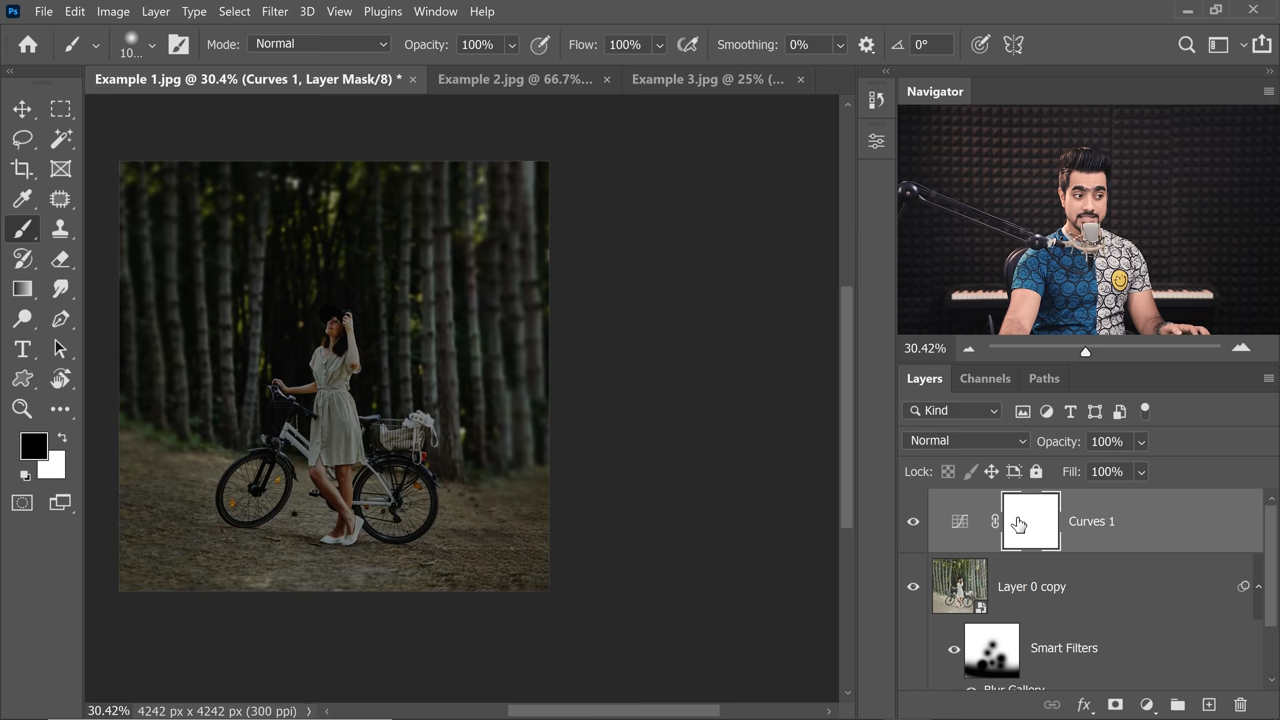 Ps File Edit Image Layer Type Select Filter 3D View Plugins Window Help
10... Mode: Normal Opacity: 100% Flow: 100% Smoothing: 0% 0°
Example 1.jpg @ 30.4% (Curves 1, Layer Mask/8) * Example 2.jpg @ 66.7%... Example 3.jpg @ 25% (...
Navigator
30.42%
Layers Channels Paths
Kind
Normal Opacity: 100%
Lock: Fill: 100%
Curves 1
Layer 0 copy
Smart Filters
Blur Gallery
30.42% 4242 px x 4242 px (300 ppi)